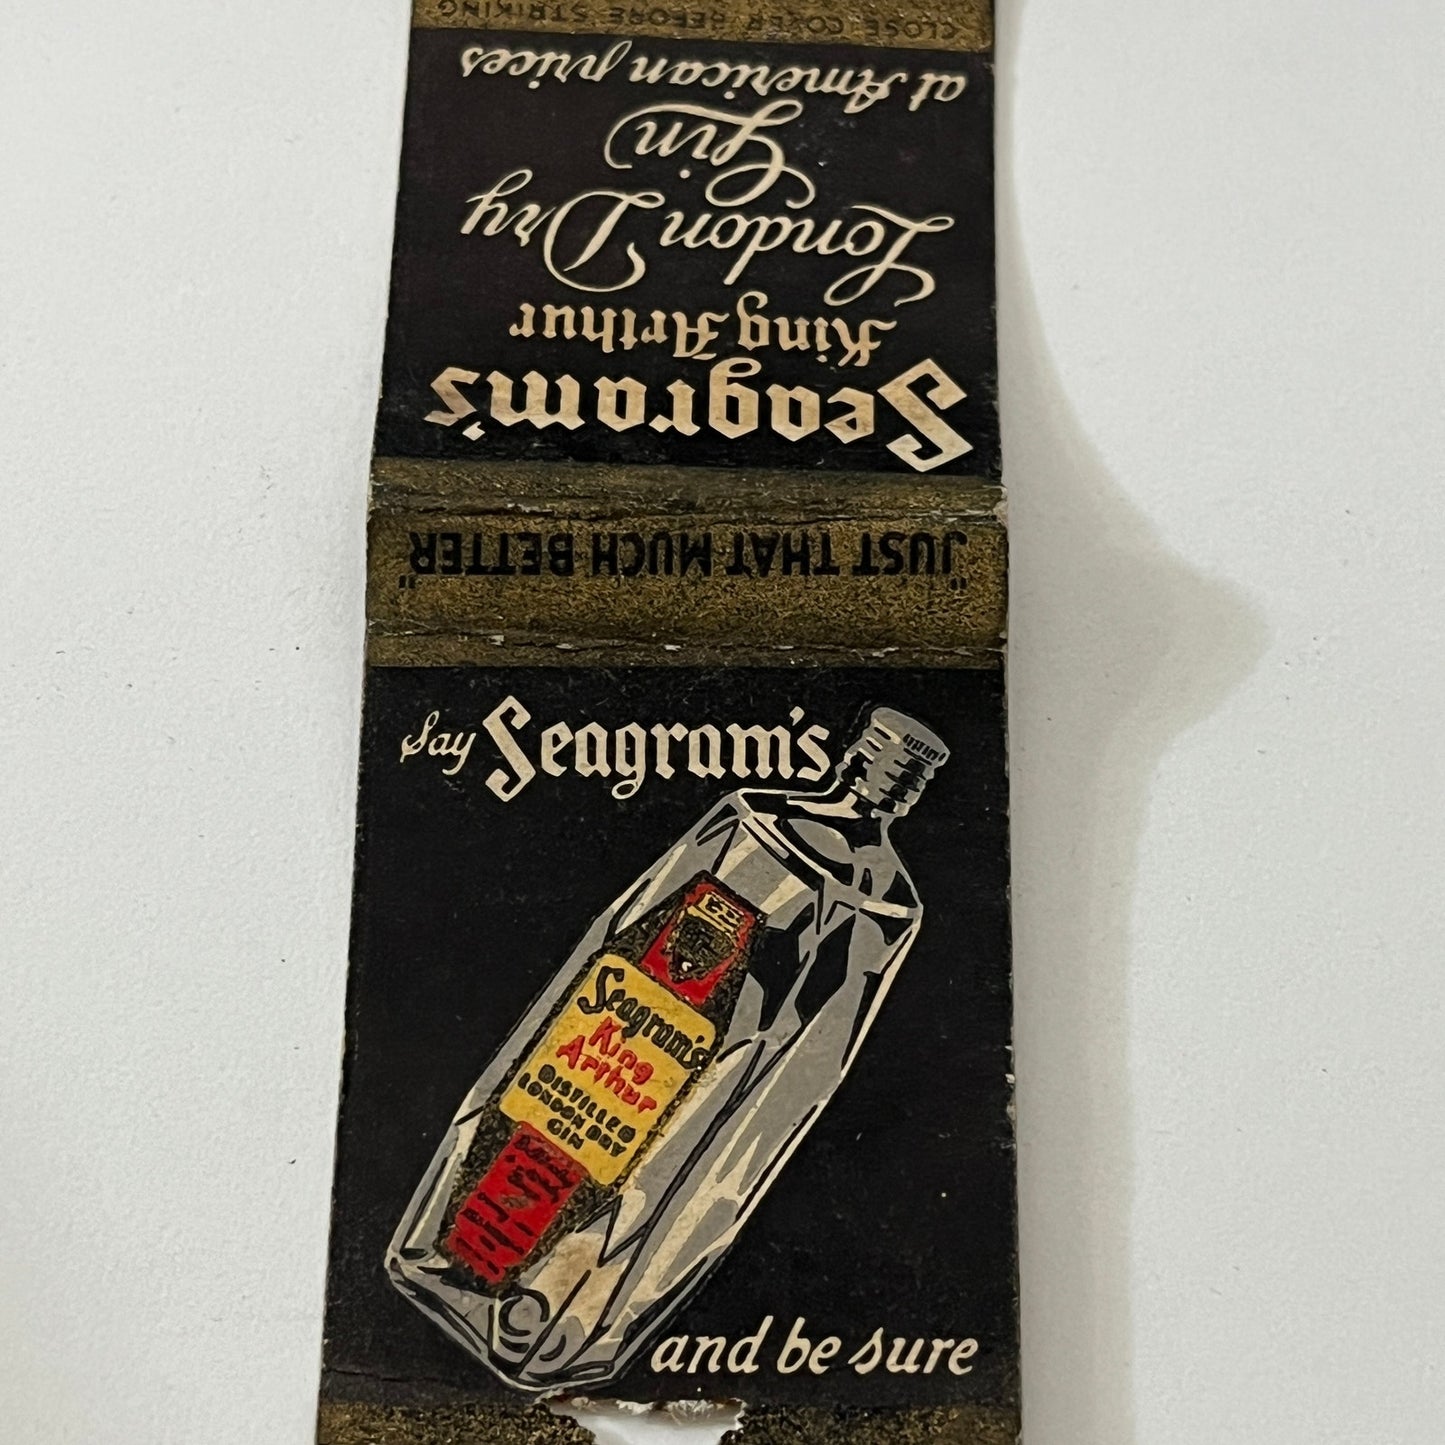 CLOSE COVER BEFORE STRIKING
Seagram's
King Arthur
London Dry
Gin
at American prices
"JUST THAT MUCH BETTER"
Say Seagram's
Seagram's
King
Arthur
DISTILLED
LONDON DRY
GIN
and be sure